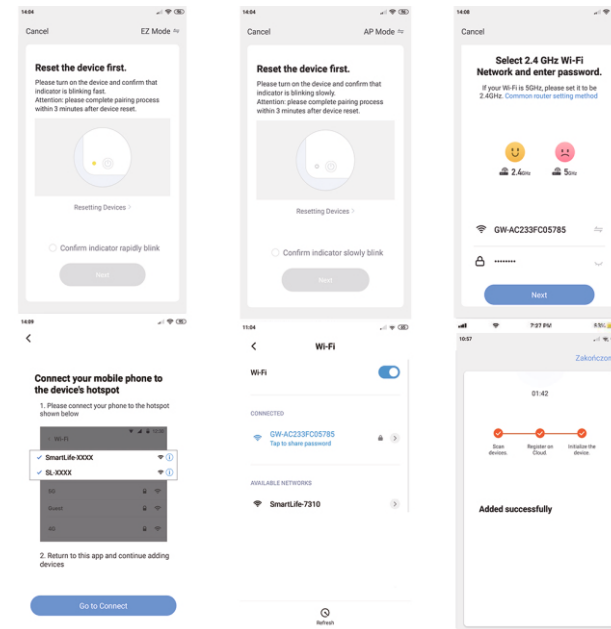 14:04
Cancel
EZ Mode
Reset the device first.
Please turn on the device and confirm that
indicator is blinking fast.
Attention: please complete pairing process
within 3 minutes after device reset.
Resetting Devices >
Confirm indicator rapidly blink
Next
14:04
Cancel
AP Mode
Reset the device first.
Please turn on the device and confirm that
indicator is blinking slowly.
Attention: please complete pairing process
within 3 minutes after device reset.
Resetting Devices >
Confirm indicator slowly blink
Next
14:08
Cancel
Select 2.4 GHz Wi-Fi
Network and enter password.
If your Wi-Fi is 5GHz, please set it to be
2.4GHz. Common router setting method
2.4GHz
5GHz
GW-AC233FC05785
Next
14:09
Connect your mobile phone to
the device's hotspot
1. Please connect your phone to the hotspot
shown below
Wi-Fi
SmartLife-XXXX
SL-XXXX
5G
Guest
4G
2. Return to this app and continue adding
devices
Go to Connect
11:04
Wi-Fi
Wi-Fi
CONNECTED
GW-AC233FC05785
Tap to share password
AVAILABLE NETWORKS
SmartLife-7310
Refresh
7:27 PM
10:57
01:42
Scan
devices.
Register on
Cloud.
Initialize the
device.
Added successfully